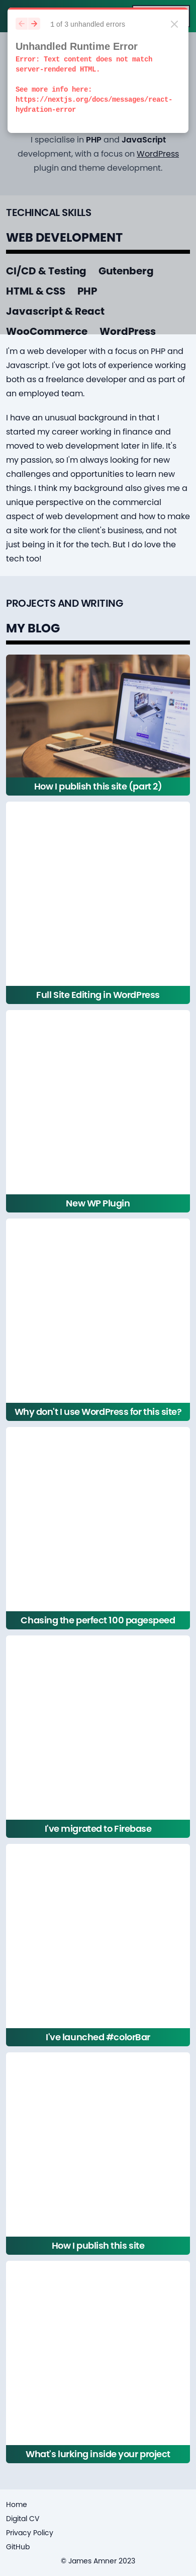 1 of 3 unhandled errors
Unhandled Runtime Error
Error: Text content does not match
server-rendered HTML.
See more info here:
https://nextjs.org/docs/messages/react-
hydration-error
I specialise in PHP and JavaScript
development, with a focus on WordPress
plugin and theme development.
TECHINCAL SKILLS
WEB DEVELOPMENT
CI/CD & Testing Gutenberg
HTML & CSS PHP
Javascript & React
WooCommerce WordPress
I'm a web developer with a focus on PHP and
Javascript. I've got lots of experience working
both as a freelance developer and as part of
an employed team.
I have an unusual background in that I
started my career working in finance and
moved to web development later in life. It's
my passion, so I'm always looking for new
challenges and opportunities to learn new
things. I think my background also gives me a
unique perspective on the commercial
aspect of web development and how to make
a site work for the client's business, and not
just being in it for the tech. But I do love the
tech too!
PROJECTS AND WRITING
MY BLOG
How I publish this site (part 2)
Full Site Editing in WordPress
New WP Plugin
Why don't I use WordPress for this site?
Chasing the perfect 100 pagespeed
I've migrated to Firebase
I've launched #colorBar
How I publish this site
What's lurking inside your project
Home
Digital CV
Privacy Policy
GitHub
© James Amner 2023